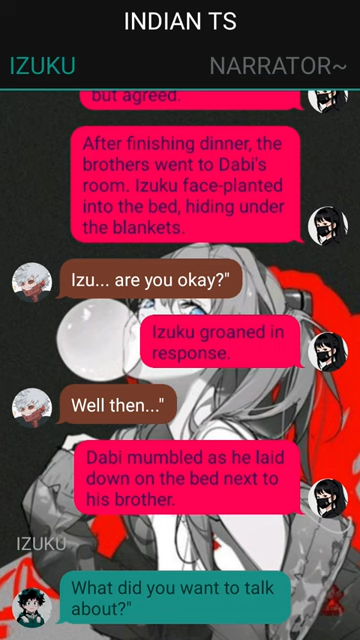 INDIAN TS
IZUKU NARRATOR~
but agreed.
After finishing dinner, the
brothers went to Dabi's
room. Izuku face-planted
into the bed, hiding under
the blankets.
Izu... are you okay?"
Izuku groaned in
response.
Well then..."
Dabi mumbled as he laid
down on the bed next to
his brother.
IZUKU
What did you want to talk
about?"